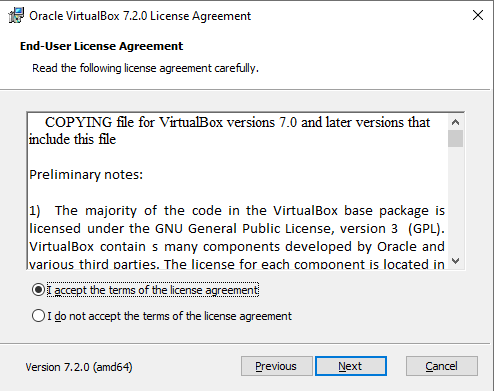 Oracle VirtualBox 7.2.0 License Agreement
End-User License Agreement
Read the following license agreement carefully.
COPYING file for VirtualBox versions 7.0 and later versions that
include this file
Preliminary notes:
1) The majority of the code in the VirtualBox base package is
licensed under the GNU General Public License, version 3 (GPL).
VirtualBox contain s many components developed by Oracle and
various third parties. The license for each component is located in
I accept the terms of the license agreement
I do not accept the terms of the license agreement
Version 7.2.0 (amd64)
Previous
Next
Cancel